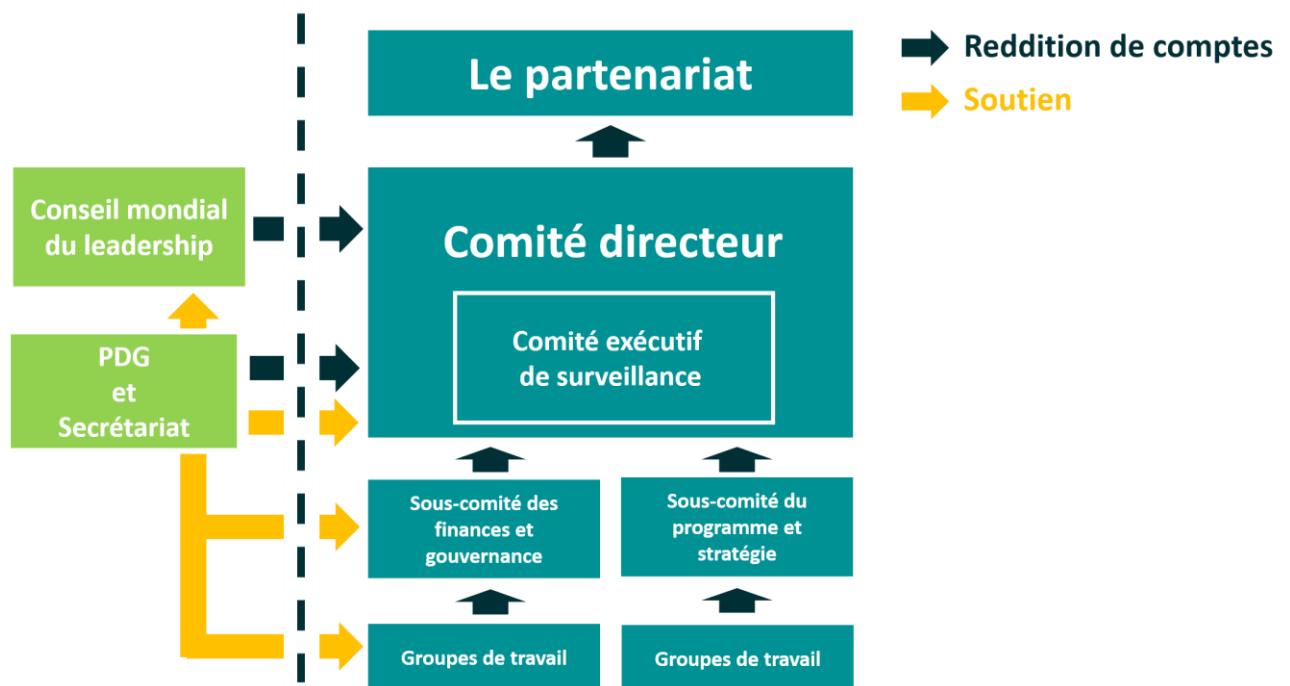 Le partenariat
Reddition de comptes
Soutien
Conseil mondial
du leadership
Comité directeur
Comité exécutif
de surveillance
PDG
et
Secrétariat
Sous-comité des
finances et
gouvernance
Sous-comité du
programme et
stratégie
Groupes de travail
Groupes de travail